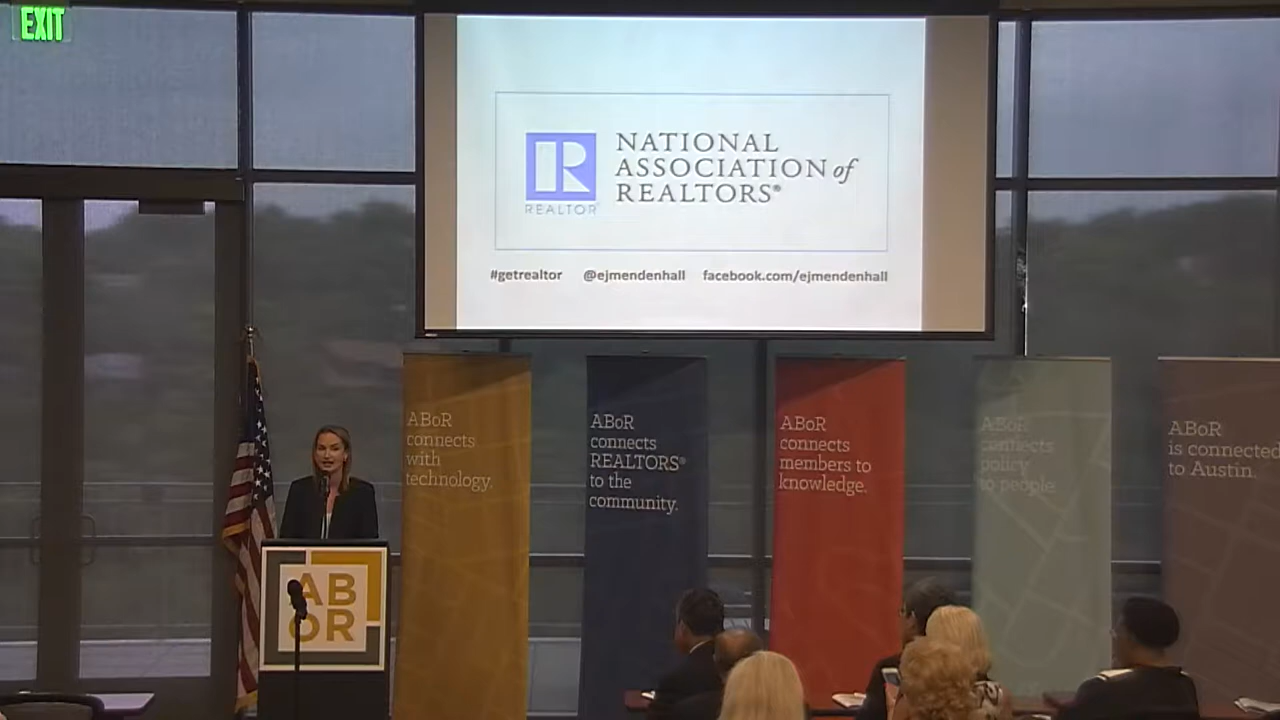 EXIT
NATIONAL
ASSOCIATION of
REALTORS®
REALTOR
#getrealtor @ejmendenhall facebook.com/ejmendenhall
ABoR
connects
with
technology.
ABoR
connects
REALTORS®
to the
community.
ABoR
connects
members to
knowledge.
ABoR
connects
policy
to people.
ABoR
is connected
to Austin.
AB
OR